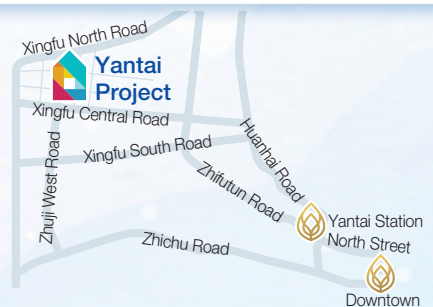 Xingfu North Road
Yantai
Project
Xingfu Central Road
Xingfu South Road
Huanhai Road
Zhuji West Road
Zhifutun Road
Yantai Station
North Street
Zhichu Road
Downtown